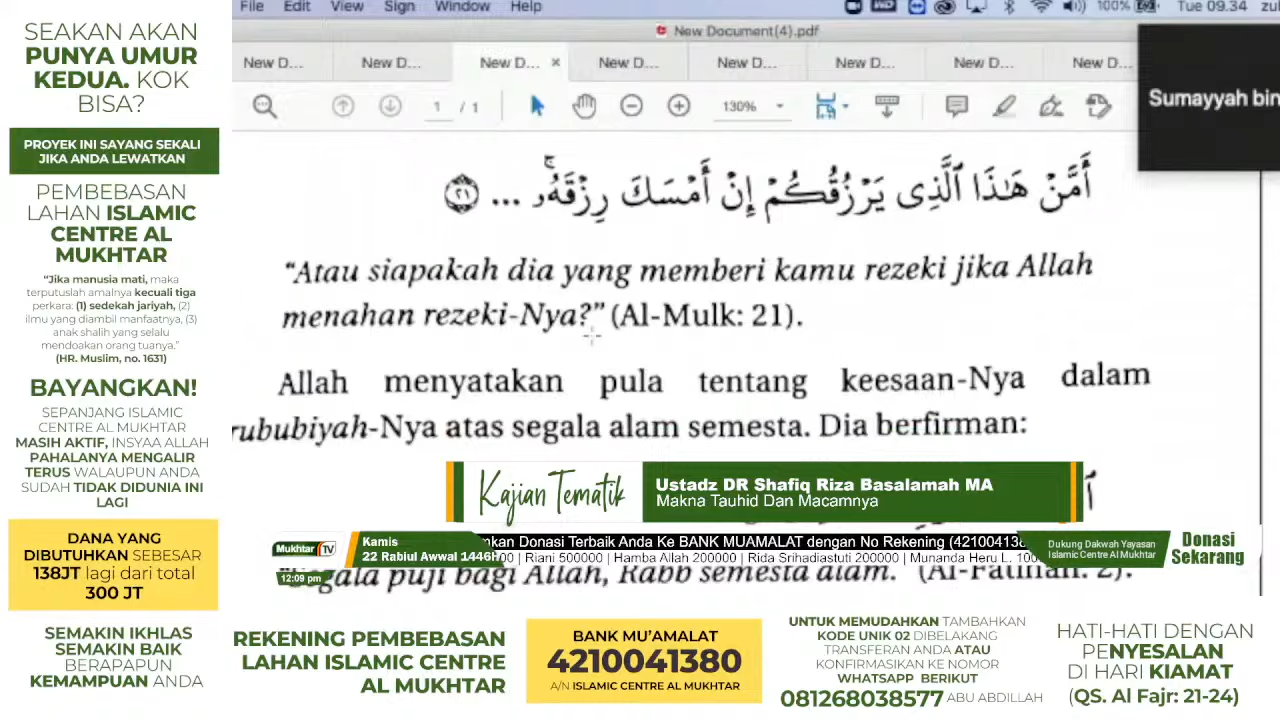 SEAKAN AKAN
PUNYA UMUR
KEDUA. KOK
BISA?
PROYEK INI SAYANG SEKALI
JIKA ANDA LEWATKAN
PEMBEBASAN
LAHAN ISLAMIC
CENTRE AL
MUKHTAR
“Jika manusia mati, maka
terputuslah amalnya kecuali tiga
perkara: (1) sedekah jariyah, (2)
ilmu yang diambil manfaatnya, (3)
anak shalih yang selalu
mendoakan orang tuanya.”
(HR. Muslim, no. 1631)
BAYANGKAN!
SEPANJANG ISLAMIC
CENTRE AL MUKHTAR
MASIH AKTIF, INSYAA ALLAH
PAHALANYA MENGALIR
TERUS WALAUPUN ANDA
SUDAH TIDAK DIDUNIA INI
LAGI
DANA YANG
DIBUTUHKAN SEBESAR
138JT lagi dari total
300 JT
SEMAKIN IKHLAS
SEMAKIN BAIK
BERAPAPUN
KEMAMPUAN ANDA
File Edit View Sign Window Help 100% Tue 09.34
New Document(4).pdf
New D... New D... New D... × New D... New D... New D... New D... New D...
1 / 1 130%
Sumayyah bin
أَمَّنْ هَـٰذَا ٱلَّذِى يَرْزُقُكُمْ إِنْ أَمْسَكَ رِزْقَهُۥۚ ... ٢١
“Atau siapakah dia yang memberi kamu rezeki jika Allah
menahan rezeki-Nya?” (Al-Mulk: 21).
Allah menyatakan pula tentang keesaan-Nya dalam
rububiyah-Nya atas segala alam semesta. Dia berfirman:
Kajian Tematik
Ustadz DR Shafiq Riza Basalamah MA
Makna Tauhid Dan Macamnya
Mukhtar TV
Kamis
22 Rabiul Awwal 1446H
12:09 pm
mkan Donasi Terbaik Anda Ke BANK MUAMALAT dengan No Rekening (42100413
00 | Riani 500000 | Hamba Allah 200000 | Rida Srihadiastuti 200000 | Munanda Heru L. 100
Dukung Dakwah Yayasan
Islamic Centre Al Mukhtar
Donasi
Sekarang
“Segala puji bagi Allah, Rabb semesta alam.” (Al-Fatihah: 2).
REKENING PEMBEBASAN
LAHAN ISLAMIC CENTRE
AL MUKHTAR
BANK MU’AMALAT
4210041380
A/N ISLAMIC CENTRE AL MUKHTAR
UNTUK MEMUDAHKAN TAMBAHKAN
KODE UNIK 02 DIBELAKANG
TRANSFERAN ANDA ATAU
KONFIRMASIKAN KE NOMOR
WHATSAPP BERIKUT
081268038577 ABU ABDILLAH
HATI-HATI DENGAN
PENYESALAN
DI HARI KIAMAT
(QS. Al Fajr: 21-24)